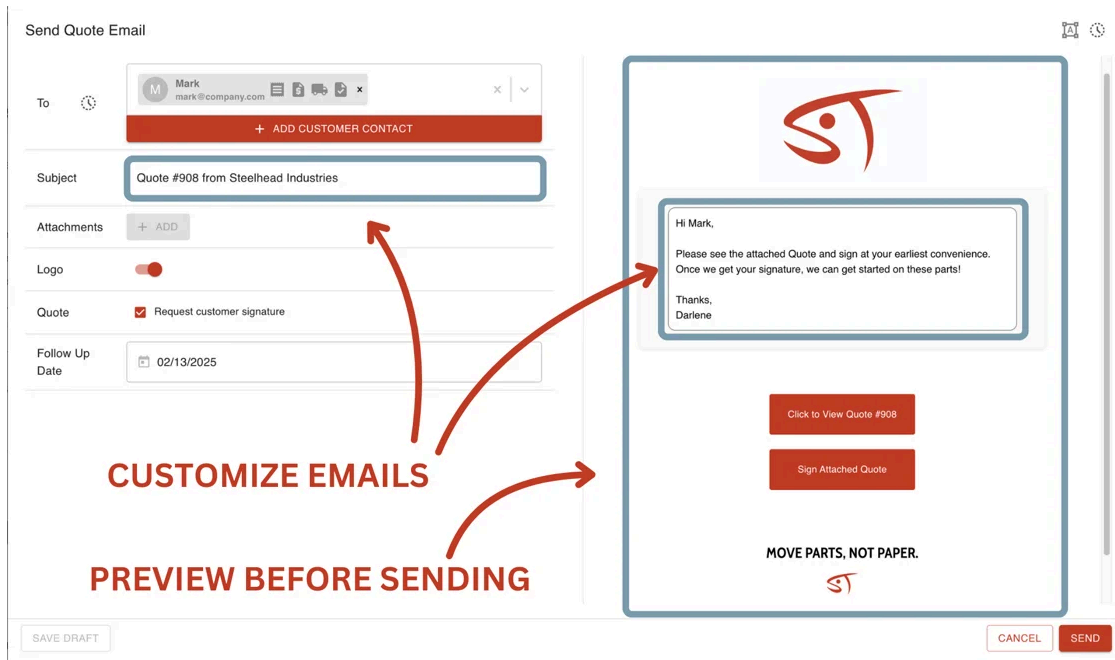 Send Quote Email
To
M
Mark
mark@company.com
+ ADD CUSTOMER CONTACT
Subject
Quote #908 from Steelhead Industries
Attachments
+ ADD
Logo
Quote
Request customer signature
Follow Up
Date
02/13/2025
CUSTOMIZE EMAILS
PREVIEW BEFORE SENDING
ST
Hi Mark,
Please see the attached Quote and sign at your earliest convenience.
Once we get your signature, we can get started on these parts!
Thanks,
Darlene
Click to View Quote #908
Sign Attached Quote
MOVE PARTS, NOT PAPER.
ST
SAVE DRAFT
CANCEL
SEND